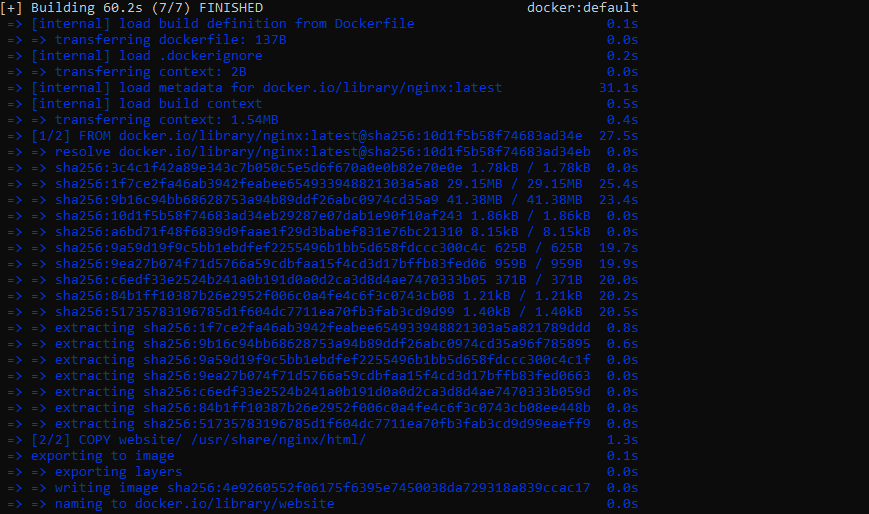 [+] Building 60.2s (7/7) FINISHED docker:default
=> [internal] load build definition from Dockerfile 0.1s
=> => transferring dockerfile: 137B 0.0s
=> [internal] load .dockerignore 0.2s
=> => transferring context: 2B 0.0s
=> [internal] load metadata for docker.io/library/nginx:latest 31.1s
=> [internal] load build context 0.5s
=> => transferring context: 1.54MB 0.4s
=> [1/2] FROM docker.io/library/nginx:latest@sha256:10d1f5b58f74683ad34e 27.5s
=> => resolve docker.io/library/nginx:latest@sha256:10d1f5b58f74683ad34eb 0.0s
=> => sha256:3c4c1f42a89e343c7b050c5e5d6f670a0e0b82e70e0e 1.78kB / 1.78kB 0.0s
=> => sha256:1f7ce2fa46ab3942feabee654933948821303a5a8 29.15MB / 29.15MB 25.4s
=> => sha256:9b16c94bb68628753a94b89ddf26abc0974cd35a9 41.38MB / 41.38MB 23.4s
=> => sha256:10d1f5b58f74683ad34eb29287e07dab1e90f10af243 1.86kB / 1.86kB 0.0s
=> => sha256:a6bd71f48f6839d9faae1f29d3babef831e76bc21310 8.15kB / 8.15kB 0.0s
=> => sha256:9a59d19f9c5bb1ebdfef2255496b1bb5d658fdccc300c4c 625B / 625B 19.7s
=> => sha256:9ea27b074f71d5766a59cdbfaa15f4cd3d17bffb83fed06 959B / 959B 19.9s
=> => sha256:c6edf33e2524b241a0b191d0a0d2ca3d8d4ae7470333b05 371B / 371B 20.0s
=> => sha256:84b1ff10387b26e2952f006c0a4fe4c6f3c0743cb08 1.21kB / 1.21kB 20.2s
=> => sha256:51735783196785d1f604dc7711ea70fb3fab3cd9d99 1.40kB / 1.40kB 20.5s
=> => extracting sha256:1f7ce2fa46ab3942feabee654933948821303a5a821789ddd 0.8s
=> => extracting sha256:9b16c94bb68628753a94b89ddf26abc0974cd35a96f785895 0.6s
=> => extracting sha256:9a59d19f9c5bb1ebdfef2255496b1bb5d658fdccc300c4c1f 0.0s
=> => extracting sha256:9ea27b074f71d5766a59cdbfaa15f4cd3d17bffb83fed0663 0.0s
=> => extracting sha256:c6edf33e2524b241a0b191d0a0d2ca3d8d4ae7470333b059d 0.0s
=> => extracting sha256:84b1ff10387b26e2952f006c0a4fe4c6f3c0743cb08ee448b 0.0s
=> => extracting sha256:51735783196785d1f604dc7711ea70fb3fab3cd9d99eaeff9 0.0s
=> [2/2] COPY website/ /usr/share/nginx/html/ 1.3s
=> exporting to image 0.1s
=> => exporting layers 0.0s
=> => writing image sha256:4e9260552f06175f6395e7450038da729318a839ccac17 0.0s
=> => naming to docker.io/library/website 0.0s